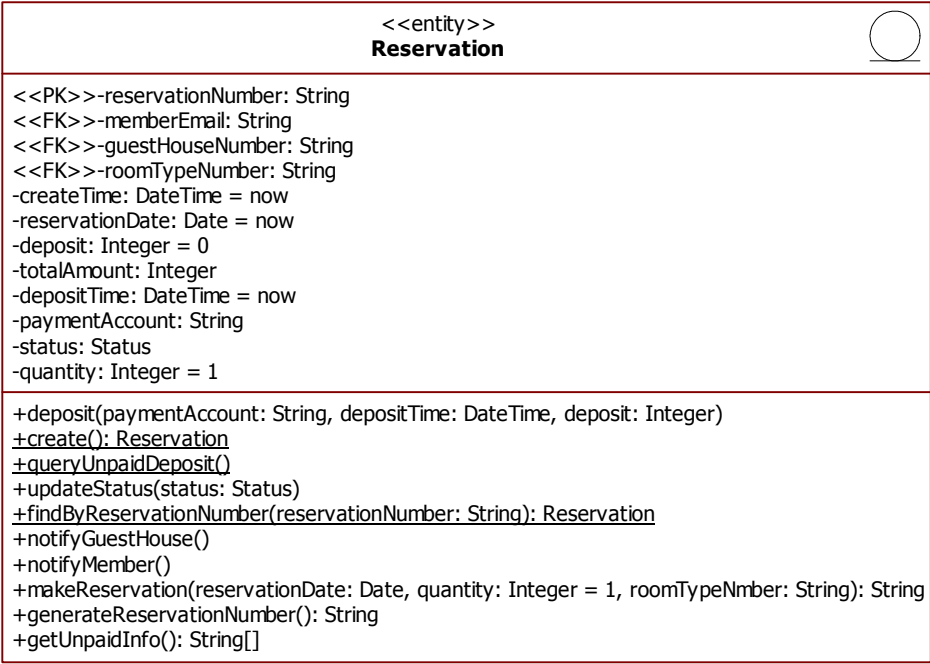 <<entity>>
Reservation
<<PK>>-reservationNumber: String
<<FK>>-memberEmail: String
<<FK>>-guestHouseNumber: String
<<FK>>-roomTypeNumber: String
-createTime: DateTime = now
-reservationDate: Date = now
-deposit: Integer = 0
-totalAmount: Integer
-depositTime: DateTime = now
-paymentAccount: String
-status: Status
-quantity: Integer = 1
+deposit(paymentAccount: String, depositTime: DateTime, deposit: Integer)
+create(): Reservation
+queryUnpaidDeposit()
+updateStatus(status: Status)
+findByReservationNumber(reservationNumber: String): Reservation
+notifyGuestHouse()
+notifyMember()
+makeReservation(reservationDate: Date, quantity: Integer = 1, roomTypeNmber: String): String
+generateReservationNumber(): String
+getUnpaidInfo(): String[]